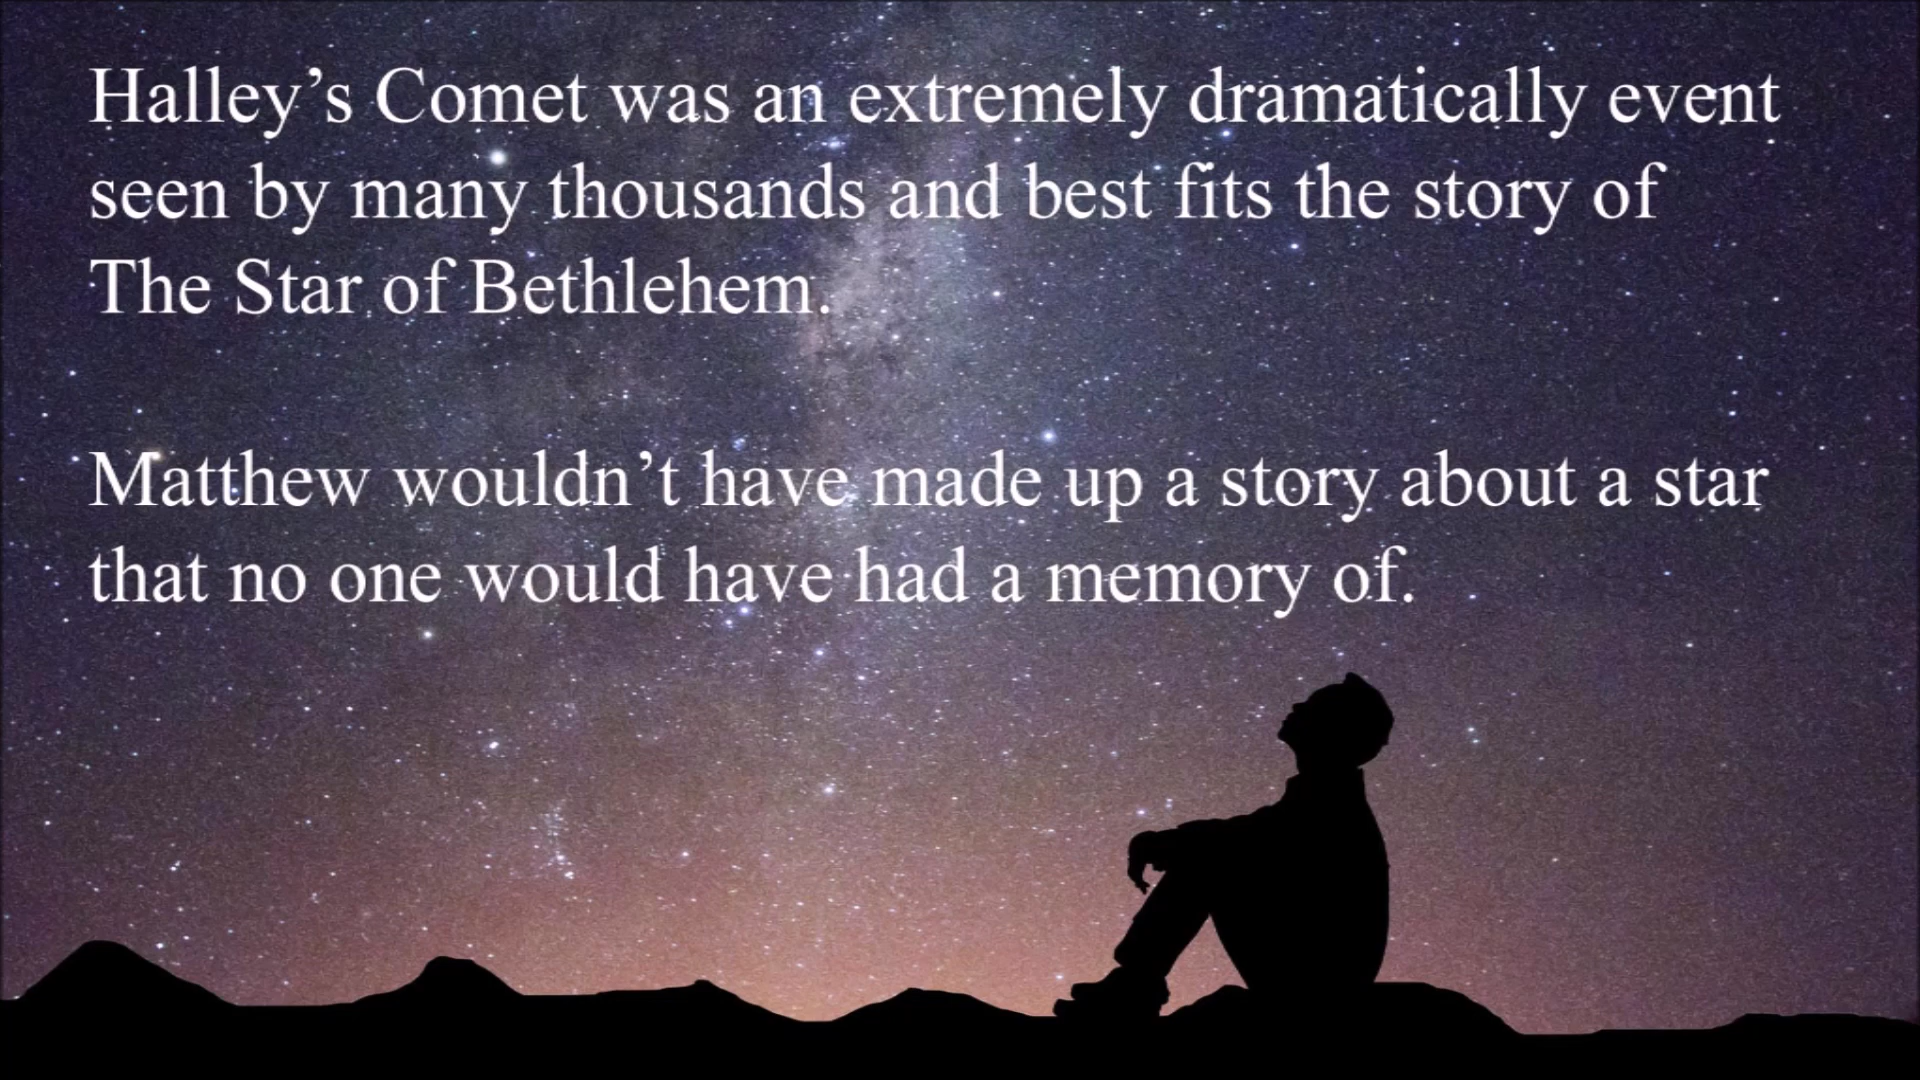 Halley’s Comet was an extremely dramatically event
seen by many thousands and best fits the story of
The Star of Bethlehem.
Matthew wouldn’t have made up a story about a star
that no one would have had a memory of.